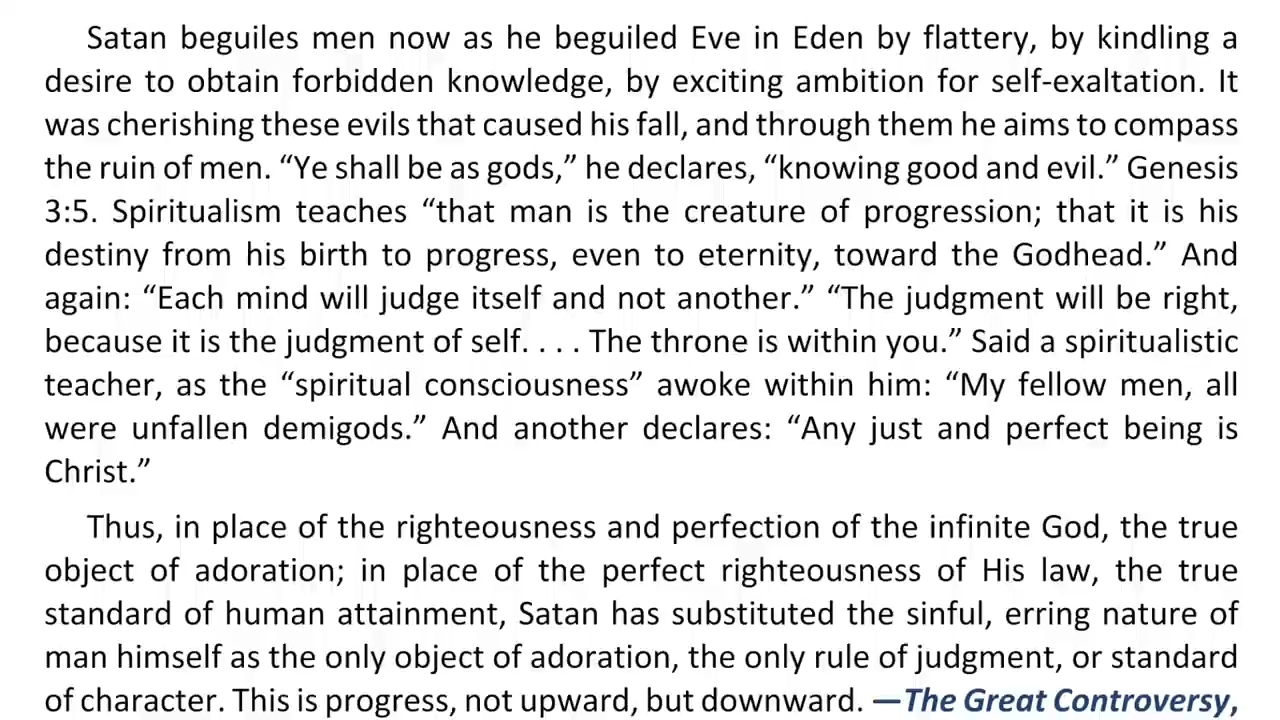 Satan beguiles men now as he beguiled Eve in Eden by flattery, by kindling a
desire to obtain forbidden knowledge, by exciting ambition for self-exaltation. It
was cherishing these evils that caused his fall, and through them he aims to compass
the ruin of men. “Ye shall be as gods,” he declares, “knowing good and evil.” Genesis
3:5. Spiritualism teaches “that man is the creature of progression; that it is his
destiny from his birth to progress, even to eternity, toward the Godhead.” And
again: “Each mind will judge itself and not another.” “The judgment will be right,
because it is the judgment of self. . . . The throne is within you.” Said a spiritualistic
teacher, as the “spiritual consciousness” awoke within him: “My fellow men, all
were unfallen demigods.” And another declares: “Any just and perfect being is
Christ.”
Thus, in place of the righteousness and perfection of the infinite God, the true
object of adoration; in place of the perfect righteousness of His law, the true
standard of human attainment, Satan has substituted the sinful, erring nature of
man himself as the only object of adoration, the only rule of judgment, or standard
of character. This is progress, not upward, but downward. —The Great Controversy,